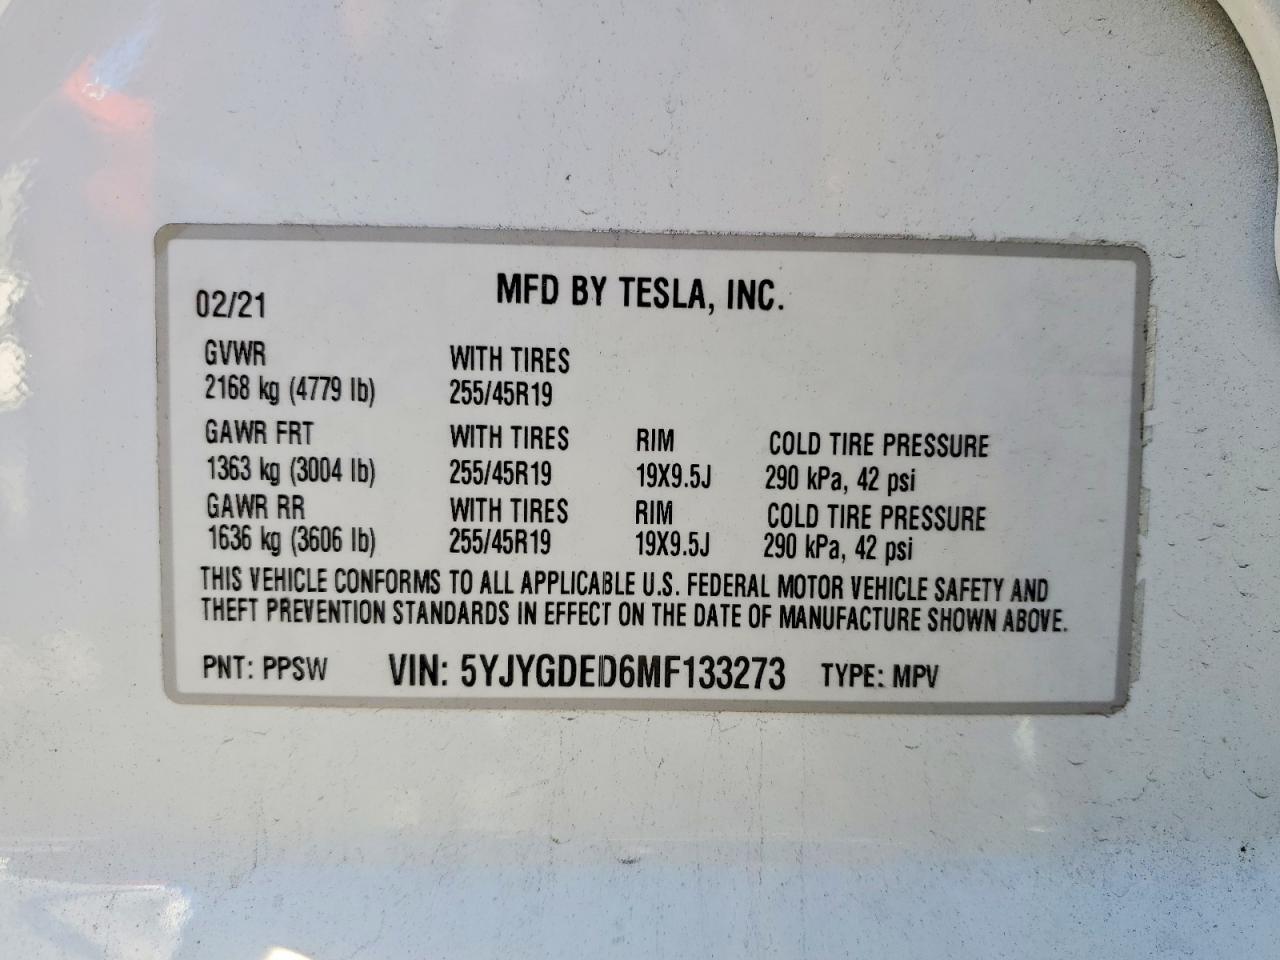 02/21 MFD BY TESLA, INC.
GVWR WITH TIRES
2168 kg (4779 lb) 255/45R19
GAWR FRT WITH TIRES RIM COLD TIRE PRESSURE
1363 kg (3004 lb) 255/45R19 19X9.5J 290 kPa, 42 psi
GAWR RR WITH TIRES RIM COLD TIRE PRESSURE
1636 kg (3606 lb) 255/45R19 19X9.5J 290 kPa, 42 psi
THIS VEHICLE CONFORMS TO ALL APPLICABLE U.S. FEDERAL MOTOR VEHICLE SAFETY AND
THEFT PREVENTION STANDARDS IN EFFECT ON THE DATE OF MANUFACTURE SHOWN ABOVE.
PNT: PPSW VIN: 5YJYGDED6MF133273 TYPE: MPV